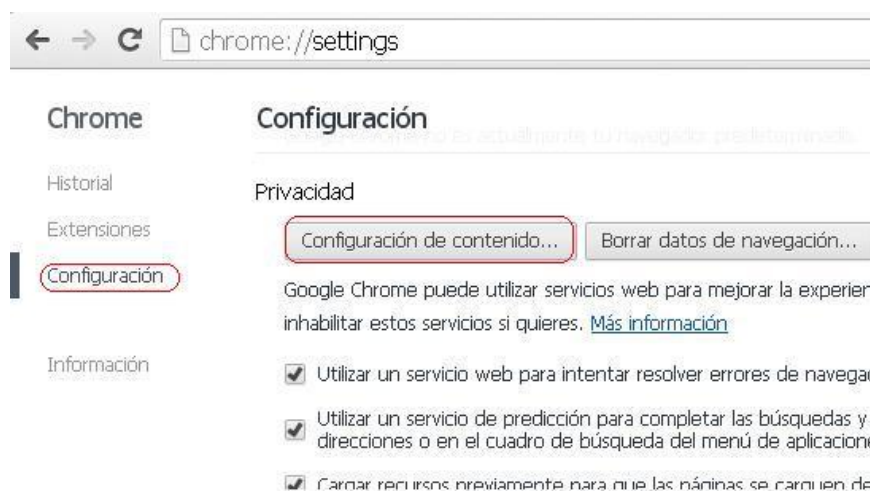 chrome://settings
Chrome
Configuración
Historial
Extensiones
Configuración
Información
Privacidad
Configuración de contenido...
Borrar datos de navegación...
Google Chrome puede utilizar servicios web para mejorar la experien
inhabilitar estos servicios si quieres. Más información
Utilizar un servicio web para intentar resolver errores de navega
Utilizar un servicio de predicción para completar las búsquedas y
direcciones o en el cuadro de búsqueda del menú de aplicacione
Cargar recursos previamente para que las páginas se carguen de